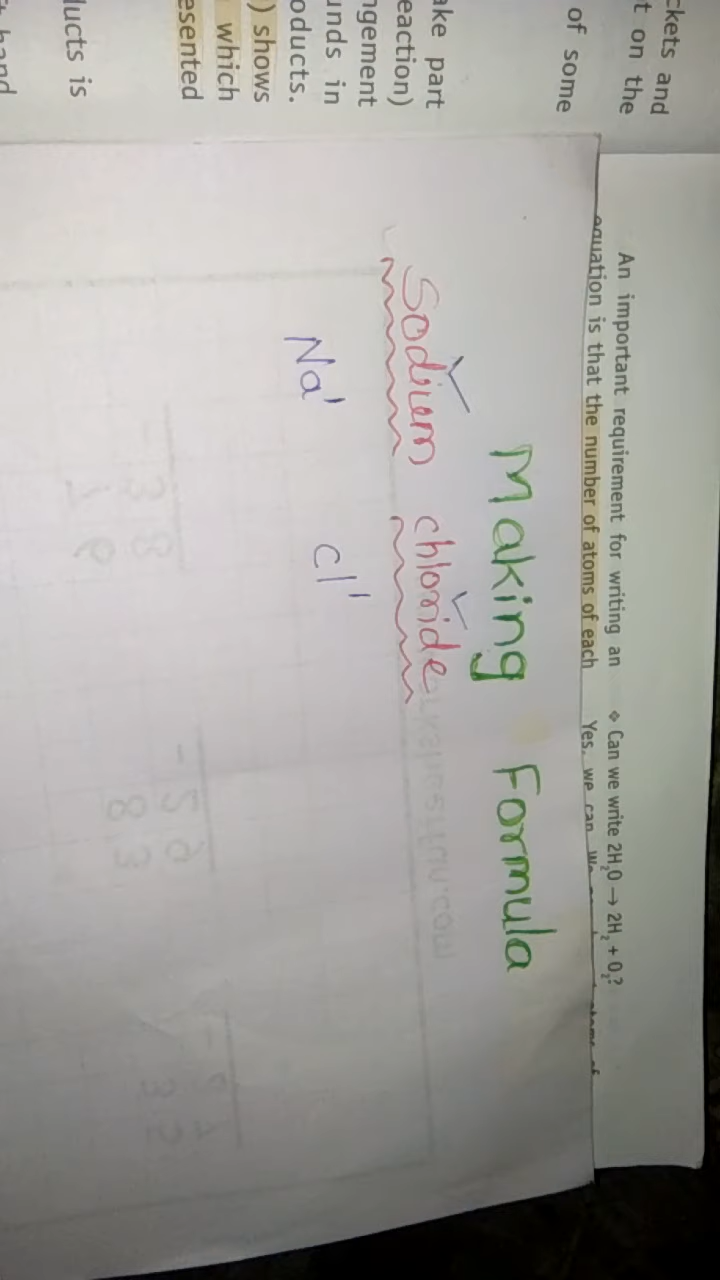 ckets and
t on the
of some
ake part
eaction)
ngement
unds in
oducts.
) shows
which
esented
lucts is
An important requirement for writing an
equation is that the number of atoms of each
❖ Can we write 2H₂O → 2H₂ + O₂?
Yes, we can. We
Making Formula
Sodium chloride
Na¹ Cl¹